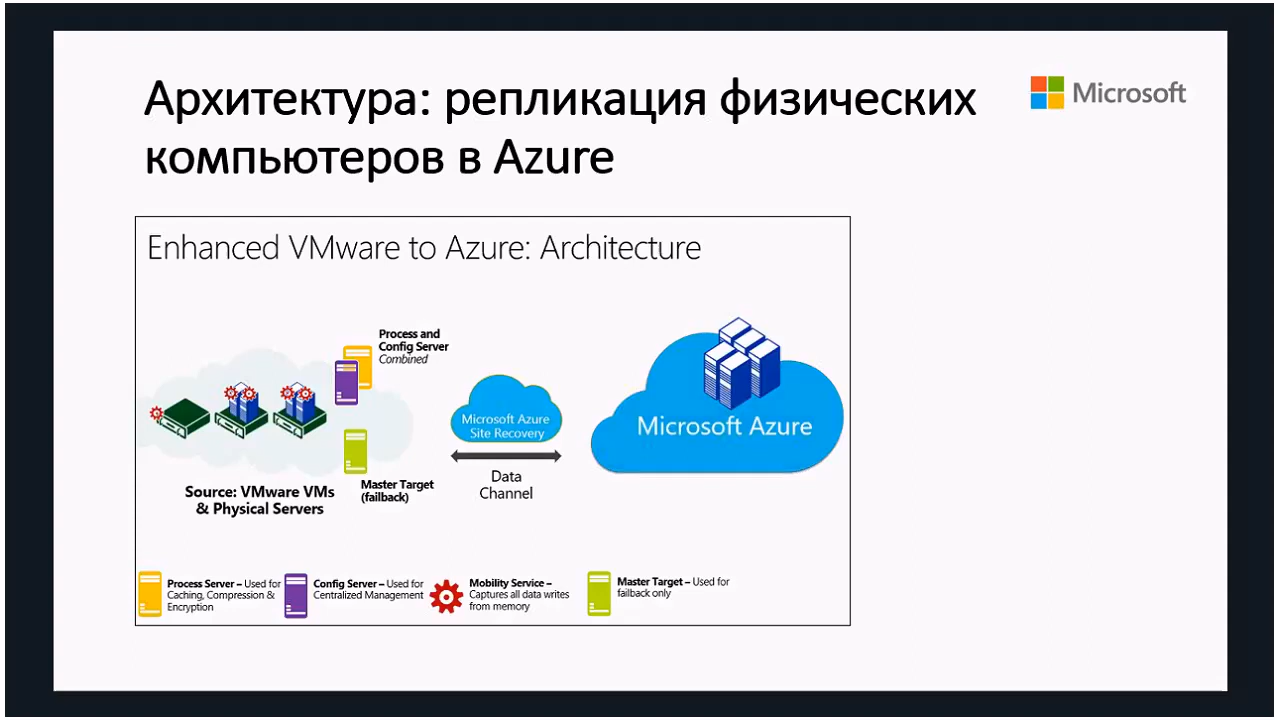 Архитектура: репликация физических
компьютеров в Azure
Microsoft
Enhanced VMware to Azure: Architecture
Process and
Config Server
Combined
Microsoft Azure
Site Recovery
Microsoft Azure
Data
Channel
Master Target
(failback)
Source: VMware VMs
& Physical Servers
Process Server – Used for
Caching, Compression &
Encryption
Config Server – Used for
Centralized Management
Mobility Service –
Captures all data writes
from memory
Master Target – Used for
failback only